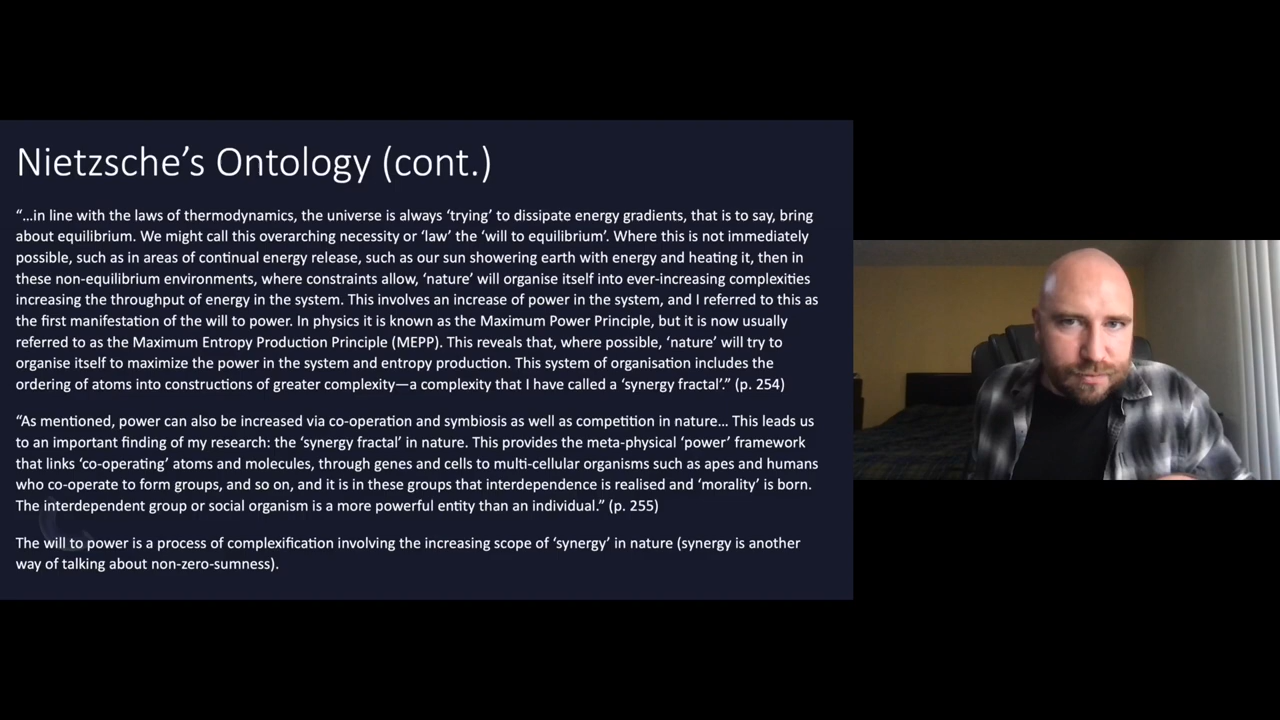 Nietzsche’s Ontology (cont.)
“…in line with the laws of thermodynamics, the universe is always ‘trying’ to dissipate energy gradients, that is to say, bring
about equilibrium. We might call this overarching necessity or ‘law’ the ‘will to equilibrium’. Where this is not immediately
possible, such as in areas of continual energy release, such as our sun showering earth with energy and heating it, then in
these non-equilibrium environments, where constraints allow, ‘nature’ will organise itself into ever-increasing complexities
increasing the throughput of energy in the system. This involves an increase of power in the system, and I referred to this as
the first manifestation of the will to power. In physics it is known as the Maximum Power Principle, but it is now usually
referred to as the Maximum Entropy Production Principle (MEPP). This reveals that, where possible, ‘nature’ will try to
organise itself to maximize the power in the system and entropy production. This system of organisation includes the
ordering of atoms into constructions of greater complexity—a complexity that I have called a ‘synergy fractal’.” (p. 254)
“As mentioned, power can also be increased via co-operation and symbiosis as well as competition in nature… This leads us
to an important finding of my research: the ‘synergy fractal’ in nature. This provides the meta-physical ‘power’ framework
that links ‘co-operating’ atoms and molecules, through genes and cells to multi-cellular organisms such as apes and humans
who co-operate to form groups, and so on, and it is in these groups that interdependence is realised and ‘morality’ is born.
The interdependent group or social organism is a more powerful entity than an individual.” (p. 255)
The will to power is a process of complexification involving the increasing scope of ‘synergy’ in nature (synergy is another
way of talking about non-zero-sumness).